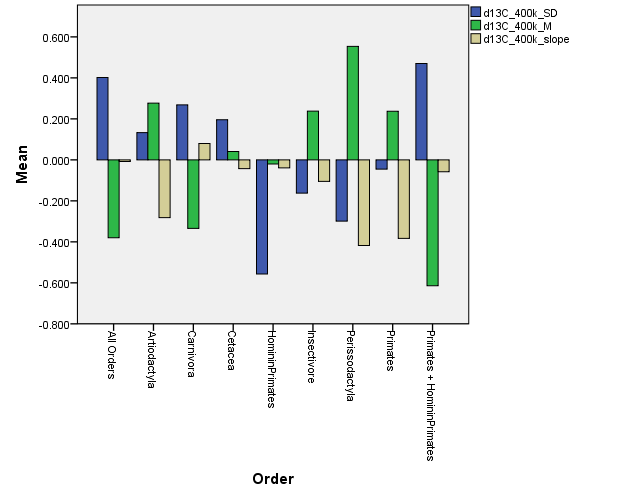 d13C_400k_SD
d13C_400k_M
d13C_400k_slope
0.600
0.400
0.200
0.000
-0.200
-0.400
-0.600
-0.800
Mean
All Orders
Artiodactyla
Carnivora
Cetacea
HomininPrimates
Insectivore
Perissodactyla
Primates
Primates + HomininPrimates
Order